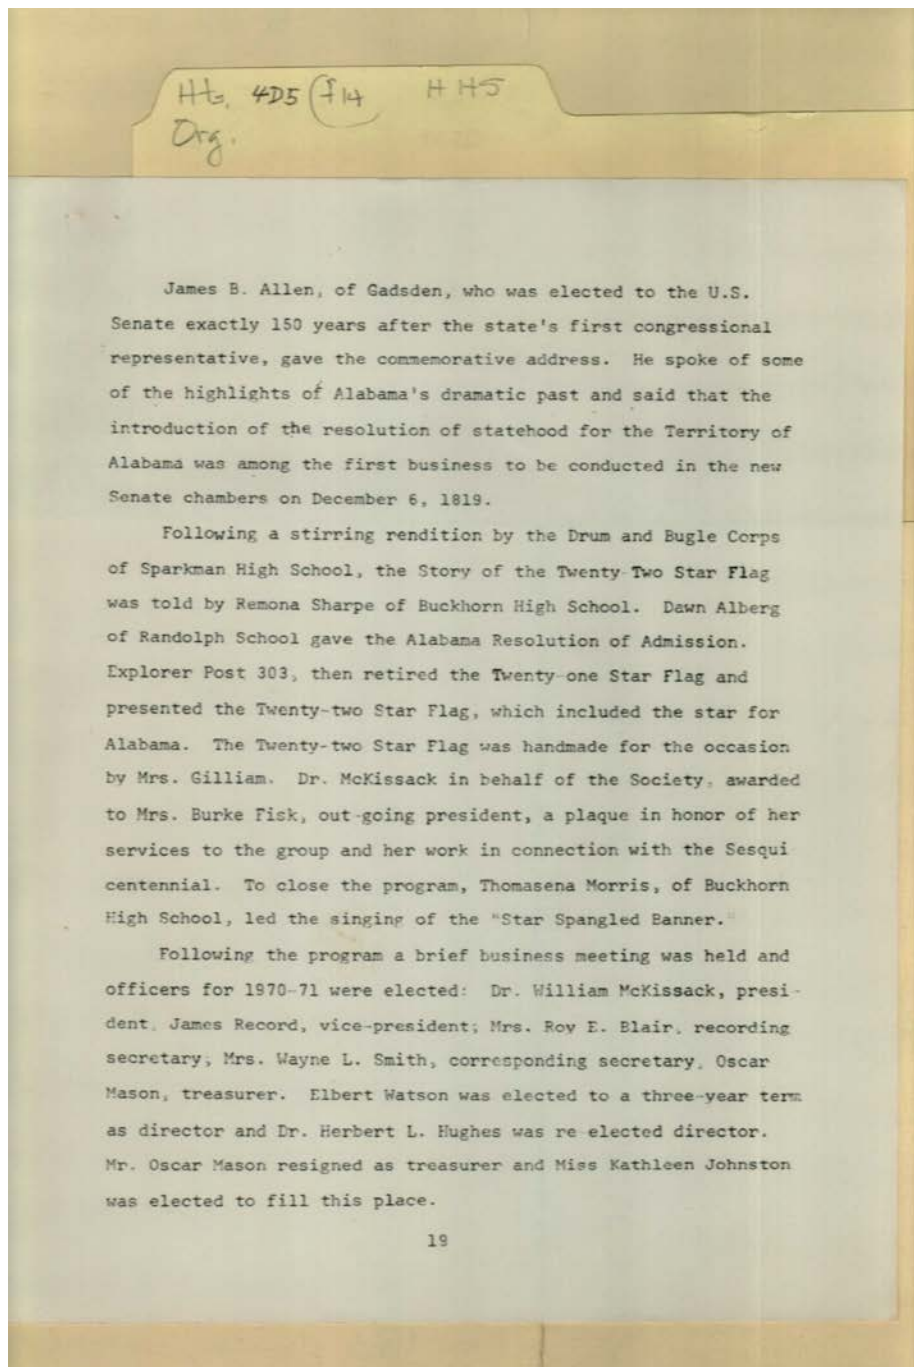 Hts. 4D5 (f14 HHS
Org.
James B. Allen, of Gadsden, who was elected to the U.S.
Senate exactly 150 years after the state's first congressional
representative, gave the commemorative address. He spoke of some
of the highlights of Alabama's dramatic past and said that the
introduction of the resolution of statehood for the Territory of
Alabama was among the first business to be conducted in the new
Senate chambers on December 6, 1819.
Following a stirring rendition by the Drum and Bugle Corps
of Sparkman High School, the Story of the Twenty-Two Star Flag
was told by Remona Sharpe of Buckhorn High School. Dawn Alberg
of Randolph School gave the Alabama Resolution of Admission.
Explorer Post 303, then retired the Twenty-one Star Flag and
presented the Twenty-two Star Flag, which included the star for
Alabama. The Twenty-two Star Flag was handmade for the occasion
by Mrs. Gilliam. Dr. McKissack in behalf of the Society, awarded
to Mrs. Burke Fisk, out-going president, a plaque in honor of her
services to the group and her work in connection with the Sesqui
centennial. To close the program, Thomasena Morris, of Buckhorn
High School, led the singing of the "Star Spangled Banner."
Following the program a brief business meeting was held and
officers for 1970-71 were elected: Dr. William McKissack, presi-
dent, James Record, vice-president; Mrs. Roy E. Blair, recording
secretary; Mrs. Wayne L. Smith, corresponding secretary, Oscar
Mason, treasurer. Elbert Watson was elected to a three-year term
as director and Dr. Herbert L. Hughes was re-elected director.
Mr. Oscar Mason resigned as treasurer and Miss Kathleen Johnston
was elected to fill this place.
19